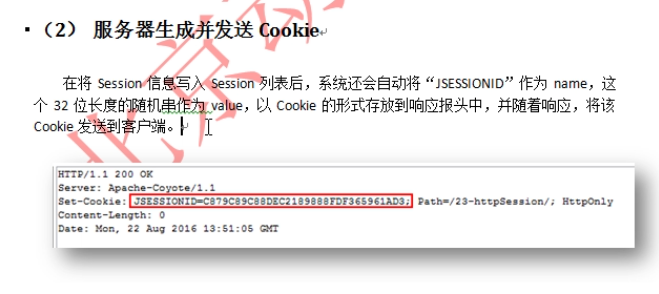 ▪（2） 服务器生成并发送 Cookie
在将 Session 信息写入 Session 列表后，系统还会自动将“JSESSIONID”作为 name，这
个 32 位长度的随机串作为 value，以 Cookie 的形式存放到响应报头中，并随着响应，将该
Cookie 发送到客户端。
HTTP/1.1 200 OK
Server: Apache-Coyote/1.1
Set-Cookie: JSESSIONID=C879C89C88DEC2189888FDF365961AD3; Path=/23-httpSession/; HttpOnly
Content-Length: 0
Date: Mon, 22 Aug 2016 13:51:05 GMT